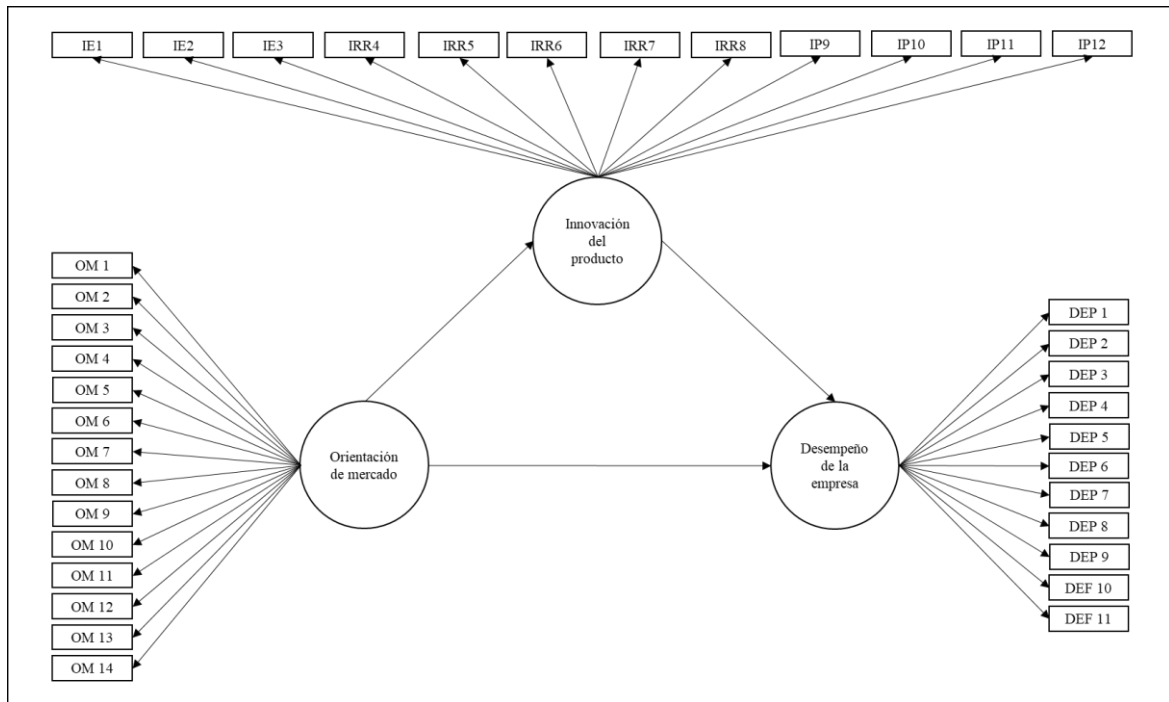 IE1
IE2
IE3
IRR4
IRR5
IRR6
IRR7
IRR8
IP9
IP10
IP11
IP12
Innovación
del
producto
OM 1
OM 2
OM 3
OM 4
OM 5
OM 6
OM 7
OM 8
OM 9
OM 10
OM 11
OM 12
OM 13
OM 14
Orientación
de mercado
Desempeño
de la
empresa
DEP 1
DEP 2
DEP 3
DEP 4
DEP 5
DEP 6
DEP 7
DEP 8
DEP 9
DEF 10
DEF 11